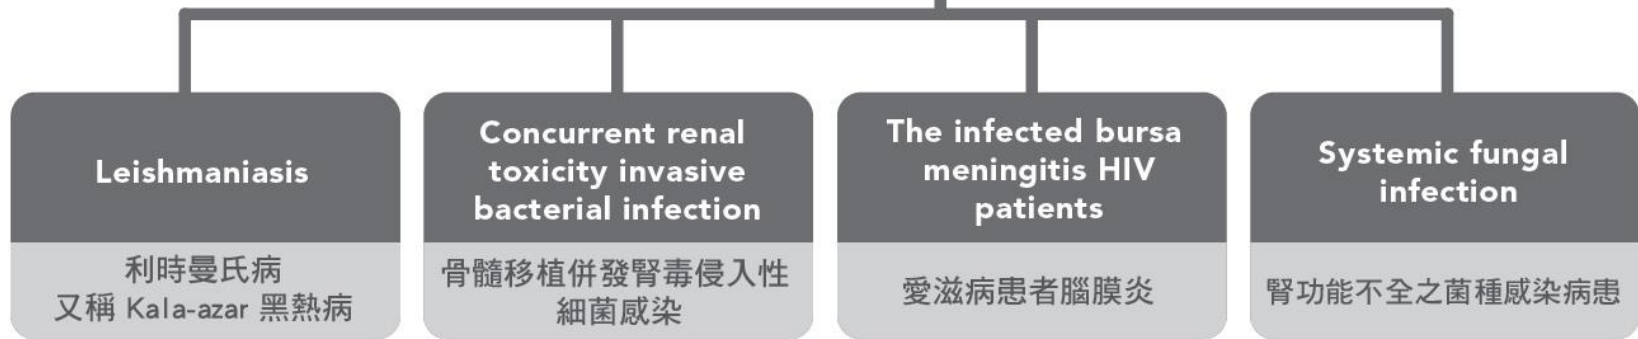 Leishmaniasis
利時曼氏病
又稱 Kala-azar 黑熱病
Concurrent renal
toxicity invasive
bacterial infection
骨髓移植併發腎毒侵入性
細菌感染
The infected bursa
meningitis HIV
patients
愛滋病患者腦膜炎
Systemic fungal
infection
腎功能不全之菌種感染病患